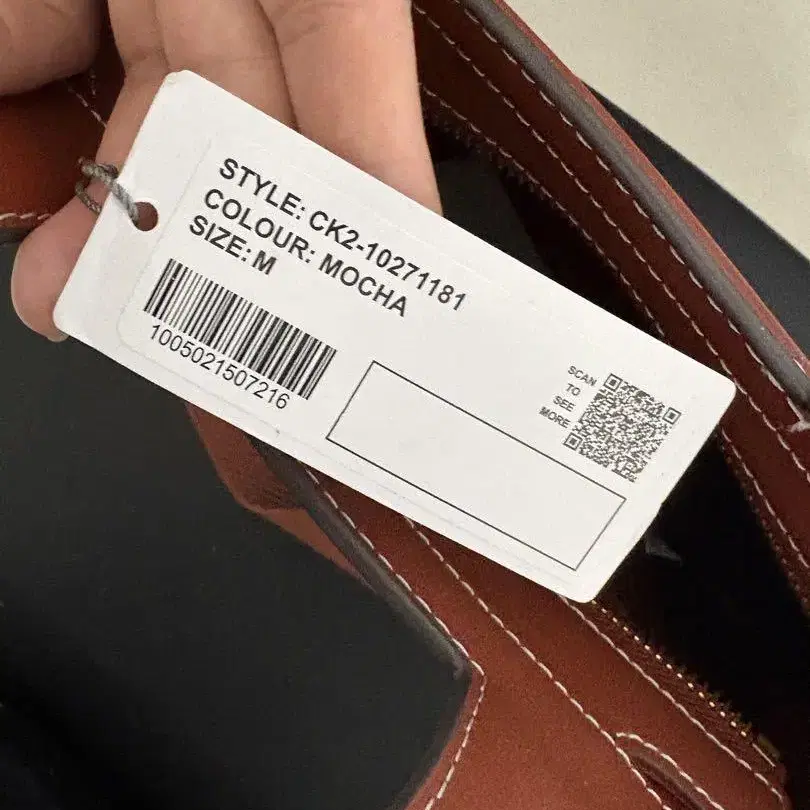 STYLE: CK2-10271181
COLOUR: MOCHA
SIZE: M
1005021507216
SCAN
TO
SEE
MORE